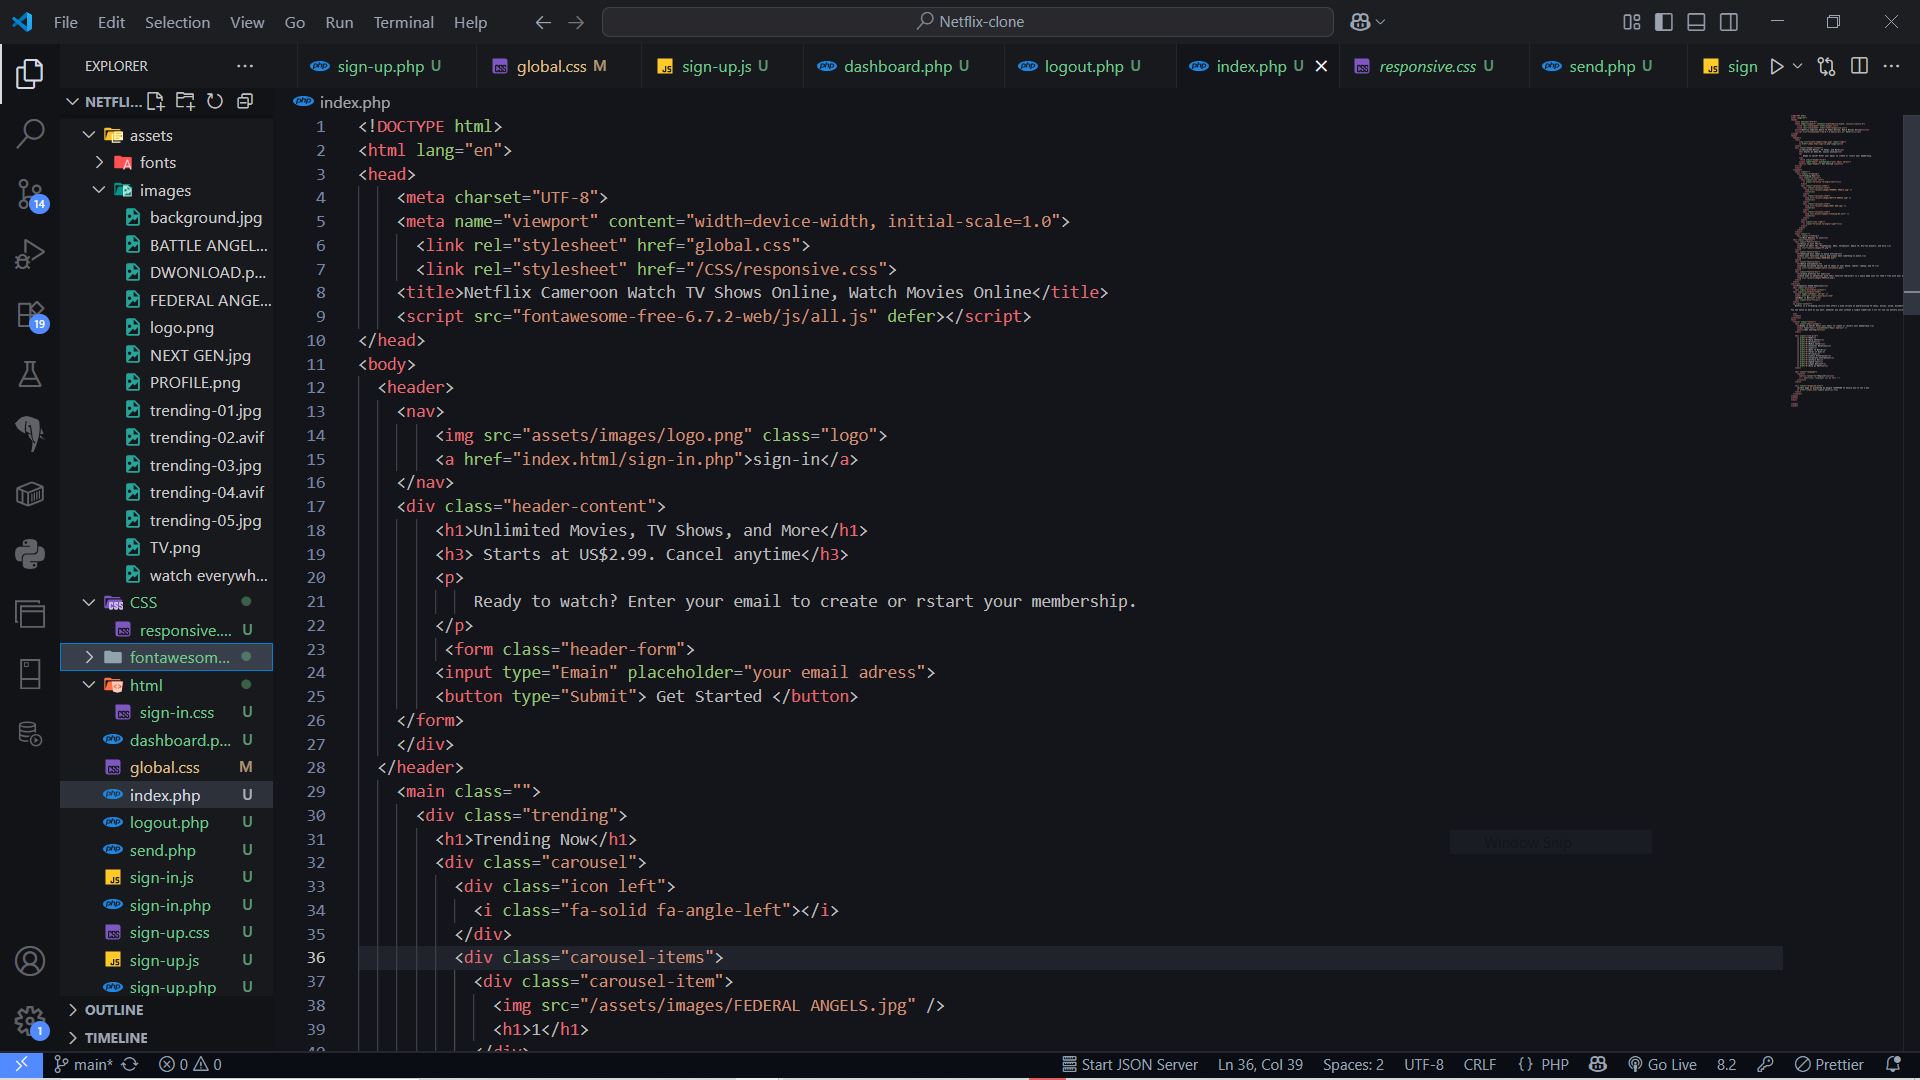 File Edit Selection View Go Run Terminal Help
Netflix-clone
EXPLORER
sign-up.php U
global.css M
sign-up.js U
dashboard.php U
logout.php U
index.php U
responsive.css U
send.php U
sign
NETFLI...
index.php
assets
fonts
images
background.jpg
BATTLE ANGEL...
DWONLOAD.p...
FEDERAL ANGE...
logo.png
NEXT GEN.jpg
PROFILE.png
trending-01.jpg
trending-02.avif
trending-03.jpg
trending-04.avif
trending-05.jpg
TV.png
watch everywh...
CSS
responsive.... U
fontawesom...
html
sign-in.css U
dashboard.p... U
global.css M
index.php U
logout.php U
send.php U
sign-in.js U
sign-in.php U
sign-up.css U
sign-up.js U
sign-up.php U
OUTLINE
TIMELINE
14
19
1
1 <!DOCTYPE html>
2 <html lang="en">
3 <head>
4 <meta charset="UTF-8">
5 <meta name="viewport" content="width=device-width, initial-scale=1.0">
6 <link rel="stylesheet" href="global.css">
7 <link rel="stylesheet" href="/CSS/responsive.css">
8 <title>Netflix Cameroon Watch TV Shows Online, Watch Movies Online</title>
9 <script src="fontawesome-free-6.7.2-web/js/all.js" defer></script>
10 </head>
11 <body>
12 <header>
13 <nav>
14 <img src="assets/images/logo.png" class="logo">
15 <a href="index.html/sign-in.php">sign-in</a>
16 </nav>
17 <div class="header-content">
18 <h1>Unlimited Movies, TV Shows, and More</h1>
19 <h3> Starts at US$2.99. Cancel anytime</h3>
20 <p>
21 Ready to watch? Enter your email to create or rstart your membership.
22 </p>
23 <form class="header-form">
24 <input type="Emain" placeholder="your email adress">
25 <button type="Submit"> Get Started </button>
26 </form>
27 </div>
28 </header>
29 <main class="">
30 <div class="trending">
31 <h1>Trending Now</h1>
32 <div class="carousel">
33 <div class="icon left">
34 <i class="fa-solid fa-angle-left"></i>
35 </div>
36 <div class="carousel-items">
37 <div class="carousel-item">
38 <img src="/assets/images/FEDERAL ANGELS.jpg" />
39 <h1>1</h1>
Window Snip
main* 0 0
Start JSON Server Ln 36, Col 39 Spaces: 2 UTF-8 CRLF { } PHP Go Live 8.2 Prettier